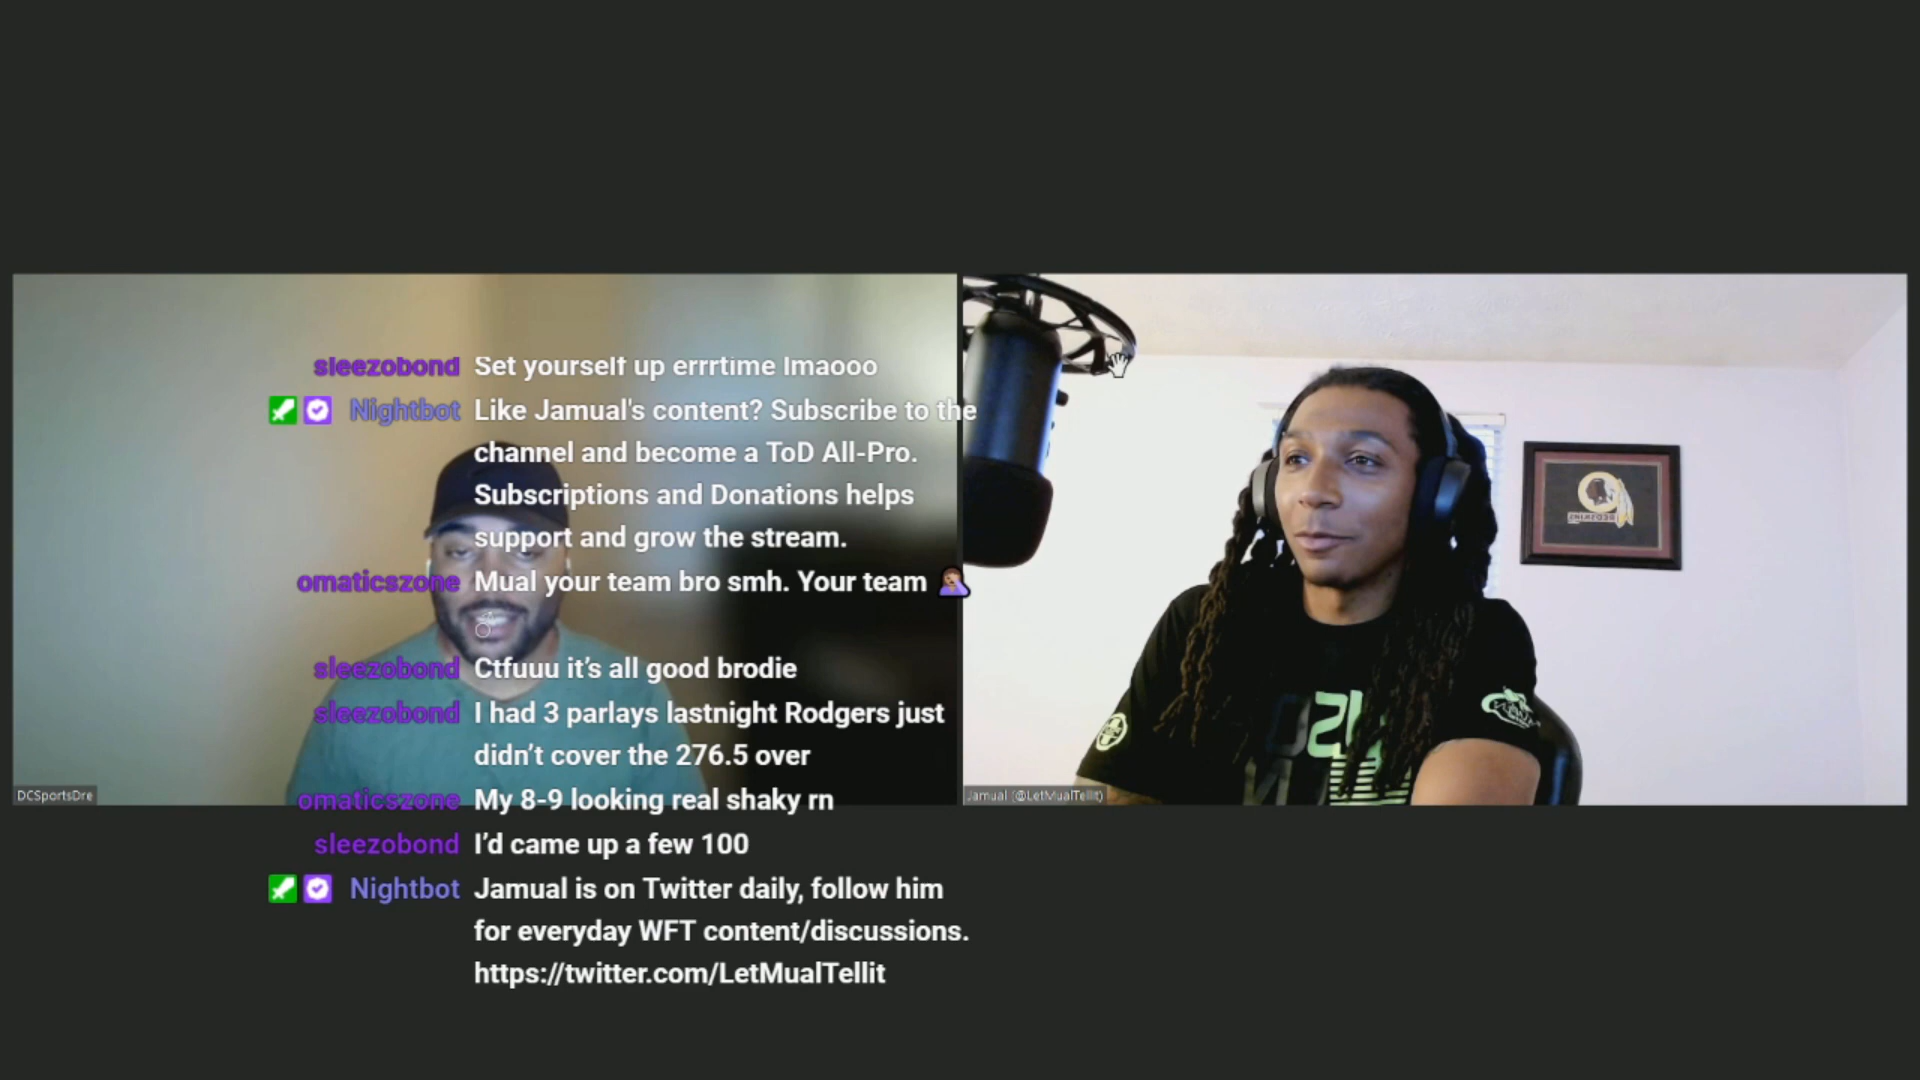 sleezobond Set yourself up errrtime lmaooo
Nightbot Like Jamual's content? Subscribe to the
channel and become a ToD All-Pro.
Subscriptions and Donations helps
support and grow the stream.
omaticszone Mual your team bro smh. Your team 🤦🏽
♂
sleezobond Ctfuuu it’s all good brodie
sleezobond I had 3 parlays lastnight Rodgers just
didn’t cover the 276.5 over
omaticszone My 8-9 looking real shaky rn
sleezobond I’d came up a few 100
Nightbot Jamual is on Twitter daily, follow him
for everyday WFT content/discussions.
https://twitter.com/LetMualTellit
DCSportsDre
Jamual (@LetMualTellit)
REDSKINS